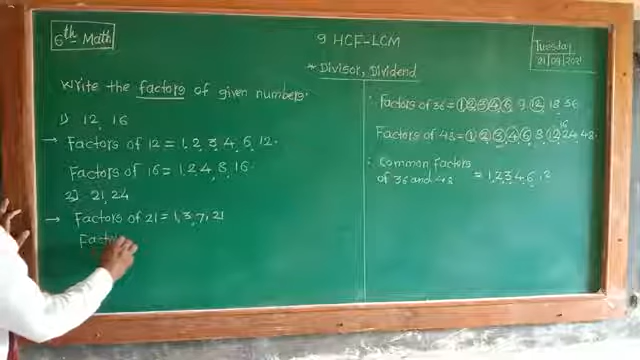 6th Math
9 HCF-LCM
Tuesday
21/09/2021
* Divisor, Dividend
Write the factors of given numbers.
1) 12, 16
→ Factors of 12 = 1, 2, 3, 4, 6, 12.
Factors of 16 = 1, 2, 4, 8, 16.
2) 21, 24
→ Factors of 21 = 1, 3, 7, 21
Factors
∴ Factors of 36 = 1 2 3 4 6 9 12 18 36
Factors of 48 = 1 2 3 4 6 8 12 16 24 48.
∴ Common factors
of 36 and 48 = 1, 2, 3, 4, 6, 12